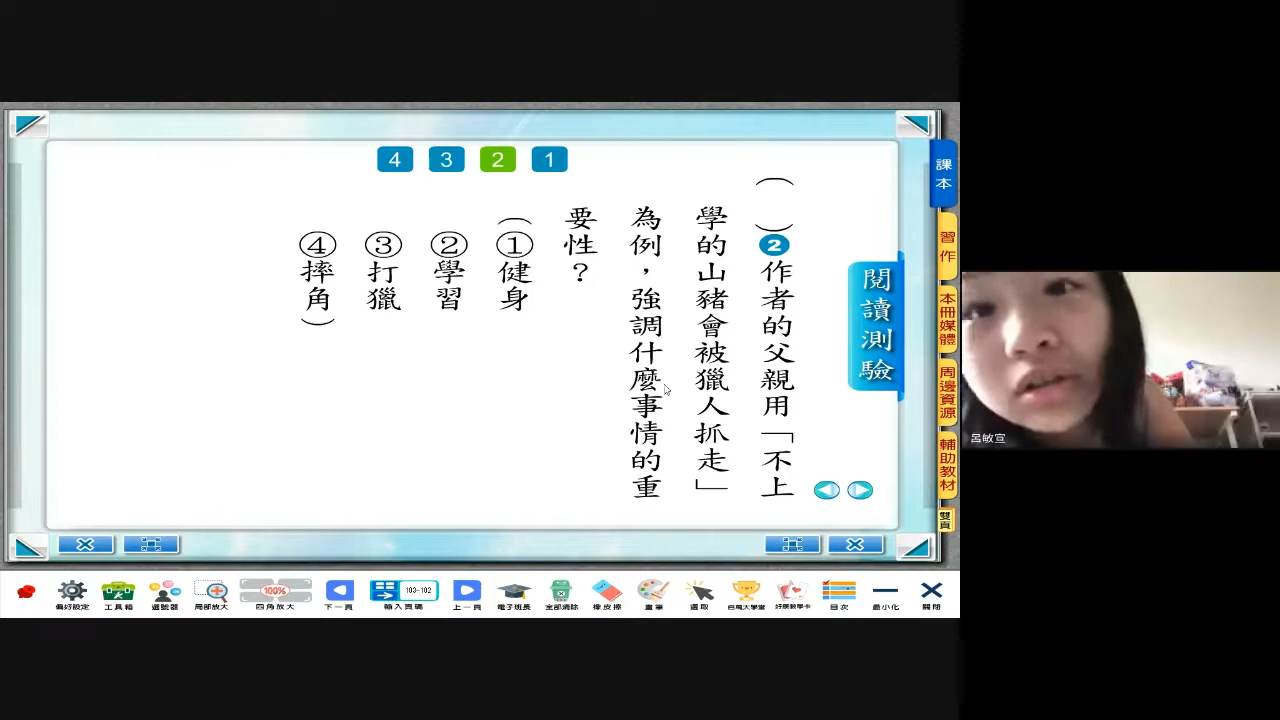 4 3 2 1
閱讀測驗
（　）2作者的父親用「不上
學的山豬會被獵人抓走」
為例，強調什麼事情的重
要性？
（①健身
②學習
③打獵
④摔角）
課本
習作
本冊媒體
周邊資源
輔助教材
雙頁
呂敏宣
偏好設定
工具箱
選號器
局部放大
100%
四角放大
下一頁
103-102
輸入頁碼
上一頁
電子班長
全部清除
橡皮擦
畫筆
選取
百萬大學堂
好康教學卡
目次
最小化
關閉